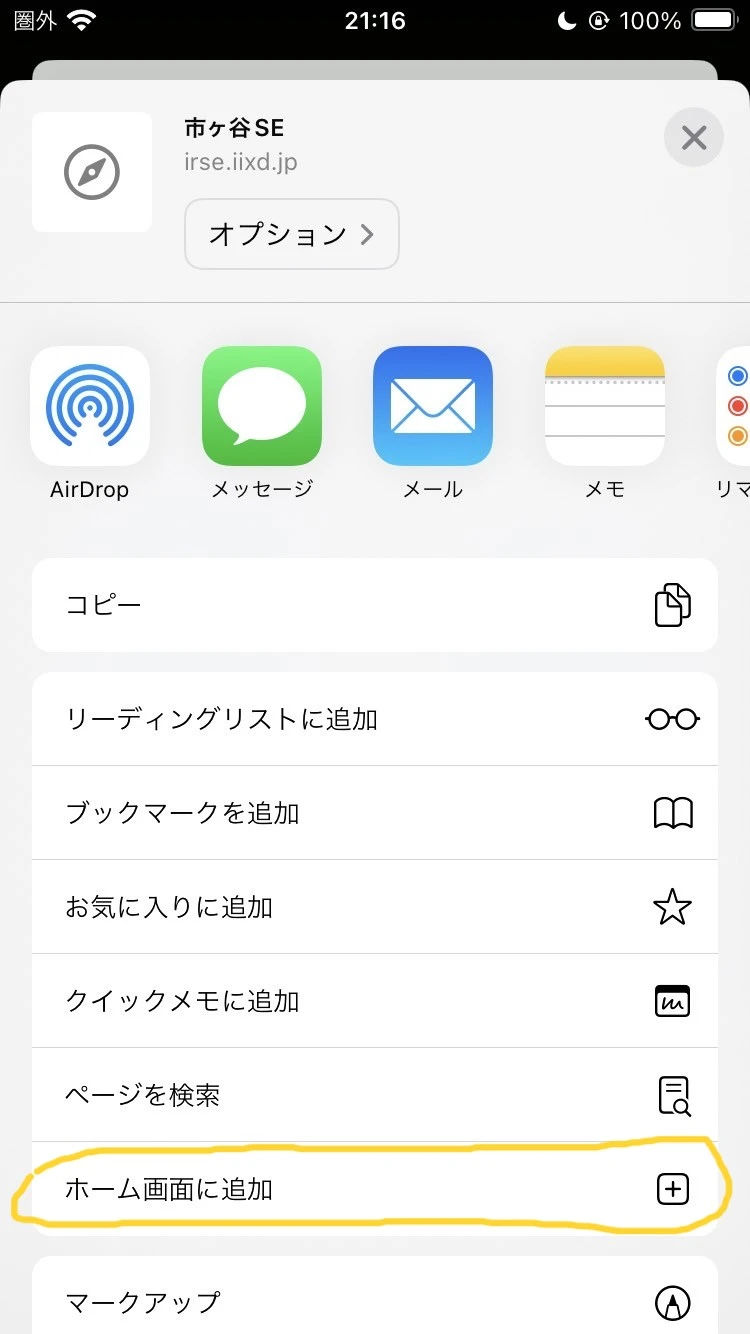 圏外 21:16 100%
市ヶ谷SE
irse.iixd.jp
オプション
AirDrop メッセージ メール メモ リマ
コピー
リーディングリストに追加
ブックマークを追加
お気に入りに追加
クイックメモに追加
ページを検索
ホーム画面に追加
マークアップ